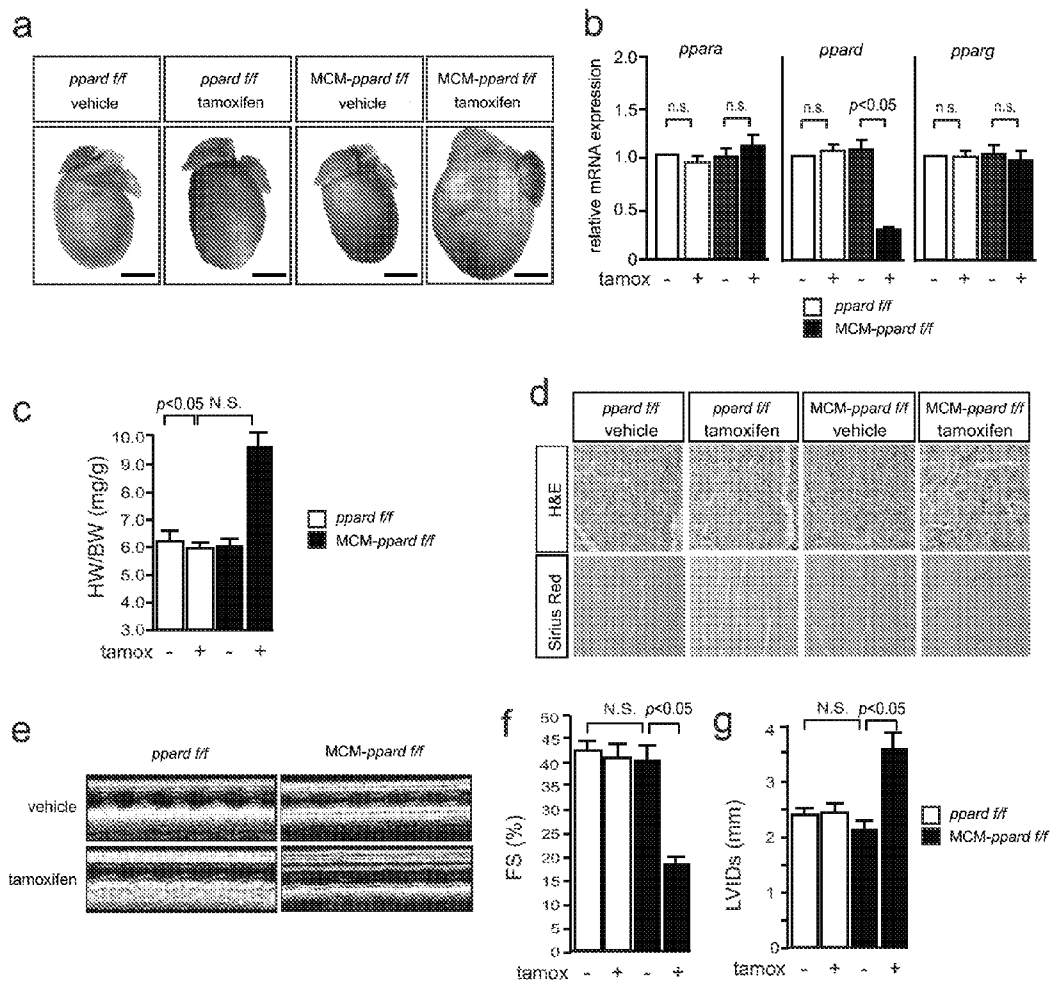 a
ppard f/f
vehicle
ppard f/f
tamoxifen
MCM-ppard f/f
vehicle
MCM-ppard f/f
tamoxifen
b
ppara
ppard
pparg
relative mRNA expression
2.0
1.5
1.0
0.5
0
n.s.
n.s.
n.s.
p<0.05
n.s.
n.s.
tamox - + - + - + - + - + - +
ppard f/f
MCM-ppard f/f
c
p<0.05 N.S.
HW/BW (mg/g)
10.0
9.0
8.0
7.2
6.0
5.0
4.0
3.0
tamox - + - +
ppard f/f
MCM-ppard f/f
d
ppard f/f
vehicle
ppard f/f
tamoxifen
MCM-ppard f/f
vehicle
MCM-ppard f/f
tamoxifen
H&E
Sirius Red
e
ppard f/f
MCM-ppard f/f
vehicle
tamoxifen
f
N.S. p<0.05
FS (%)
50
45
40
35
30
25
20
15
10
5
0
tamox - + - +
g
N.S. p<0.05
LVIDs (mm)
4
3
2
1
0
tamox - + - +
ppard f/f
MCM-ppard f/f